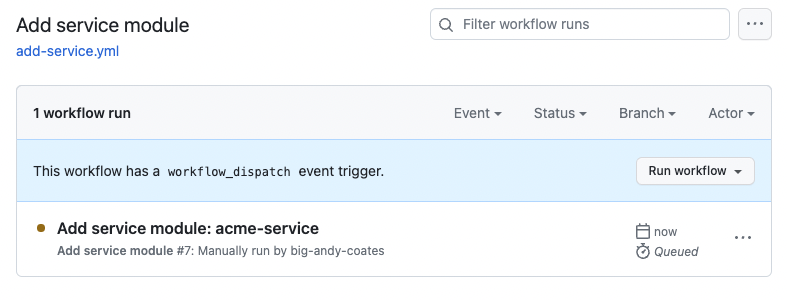 Add service module
Filter workflow runs
add-service.yml
1 workflow run Event Status Branch Actor
This workflow has a workflow_dispatch event trigger. Run workflow
Add service module: acme-service
now
Add service module #7: Manually run by big-andy-coates
Queued